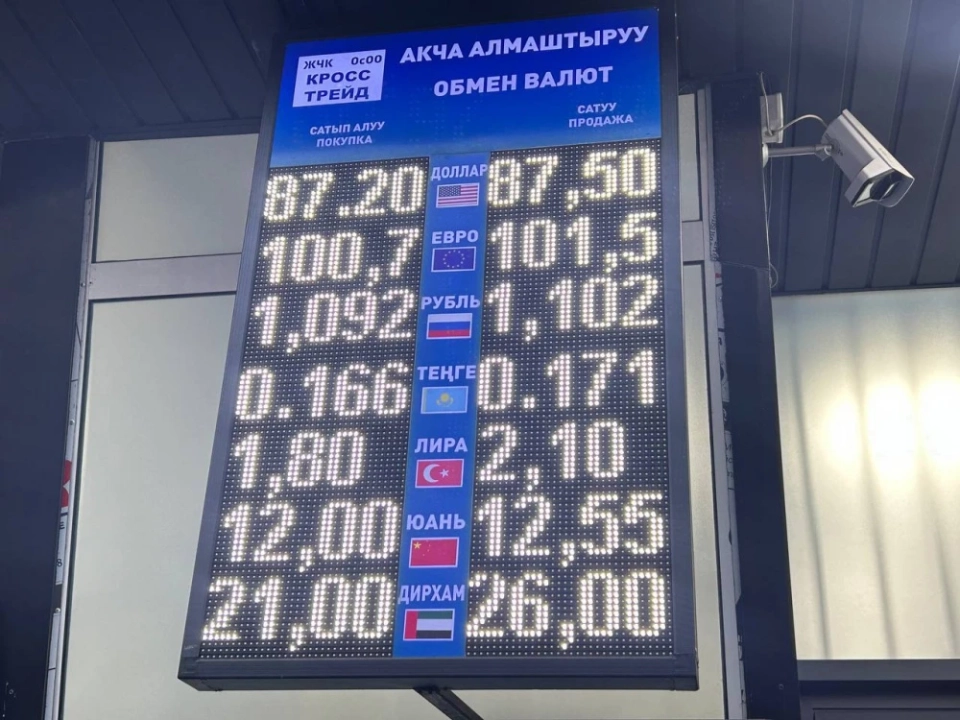 ЖЧК ОсОО
КРОСС
ТРЕЙД
АКЧА АЛМАШТЫРУУ
ОБМЕН ВАЛЮТ
САТЫП АЛУУ
ПОКУПКА
САТУУ
ПРОДАЖА
87.20 ДОЛЛАР 87,50
100,7 ЕВРО 101,5
1,092 РУБЛЬ 1,102
0.166 ТЕҢГЕ 0.171
1,80 ЛИРА 2,10
12,00 ЮАНЬ 12,55
21,00 ДИРХАМ 26,00